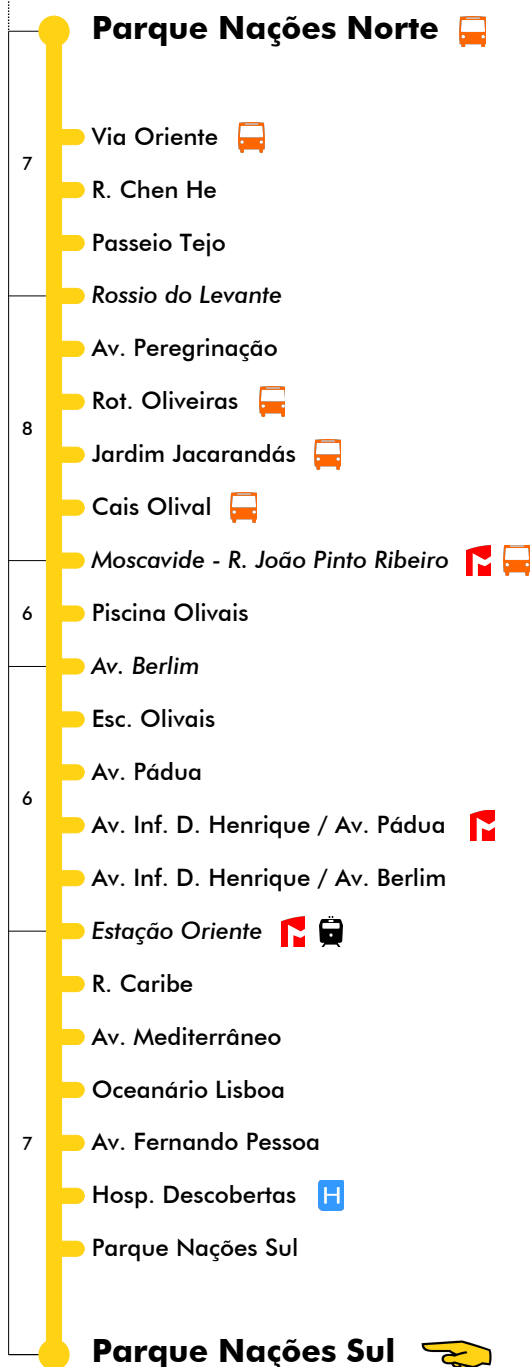 Parque Nações Norte
Via Oriente
7
R. Chen He
Passeio Tejo
Rossio do Levante
Av. Peregrinação
Rot. Oliveiras
8
Jardim Jacarandás
Cais Olival
Moscavide - R. João Pinto Ribeiro
6 Piscina Olivais
Av. Berlim
Esc. Olivais
Av. Pádua
6
Av. Inf. D. Henrique / Av. Pádua
Av. Inf. D. Henrique / Av. Berlim
Estação Oriente
R. Caribe
Av. Mediterrâneo
Oceanário Lisboa
7 Av. Fernando Pessoa
Hosp. Descobertas H
Parque Nações Sul
Parque Nações Sul